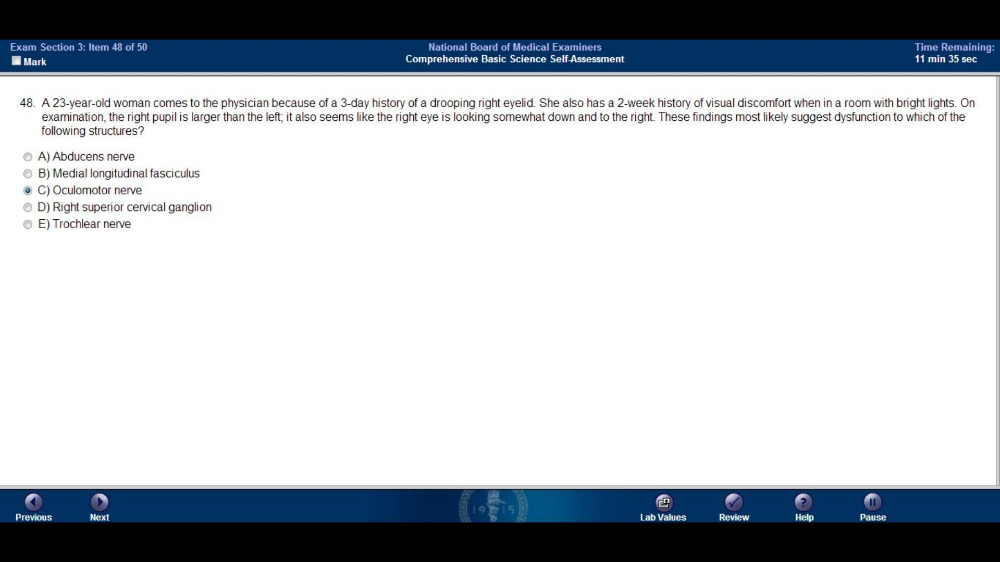 Exam Section 3: Item 48 of 50
Mark
National Board of Medical Examiners
Comprehensive Basic Science Self-Assessment
Time Remaining:
11 min 35 sec
48. A 23-year-old woman comes to the physician because of a 3-day history of a drooping right eyelid. She also has a 2-week history of visual discomfort when in a room with bright lights. On
examination, the right pupil is larger than the left; it also seems like the right eye is looking somewhat down and to the right. These findings most likely suggest dysfunction to which of the
following structures?
A) Abducens nerve
B) Medial longitudinal fasciculus
C) Oculomotor nerve
D) Right superior cervical ganglion
E) Trochlear nerve
1915
Previous
Next
Lab Values
Review
Help
Pause